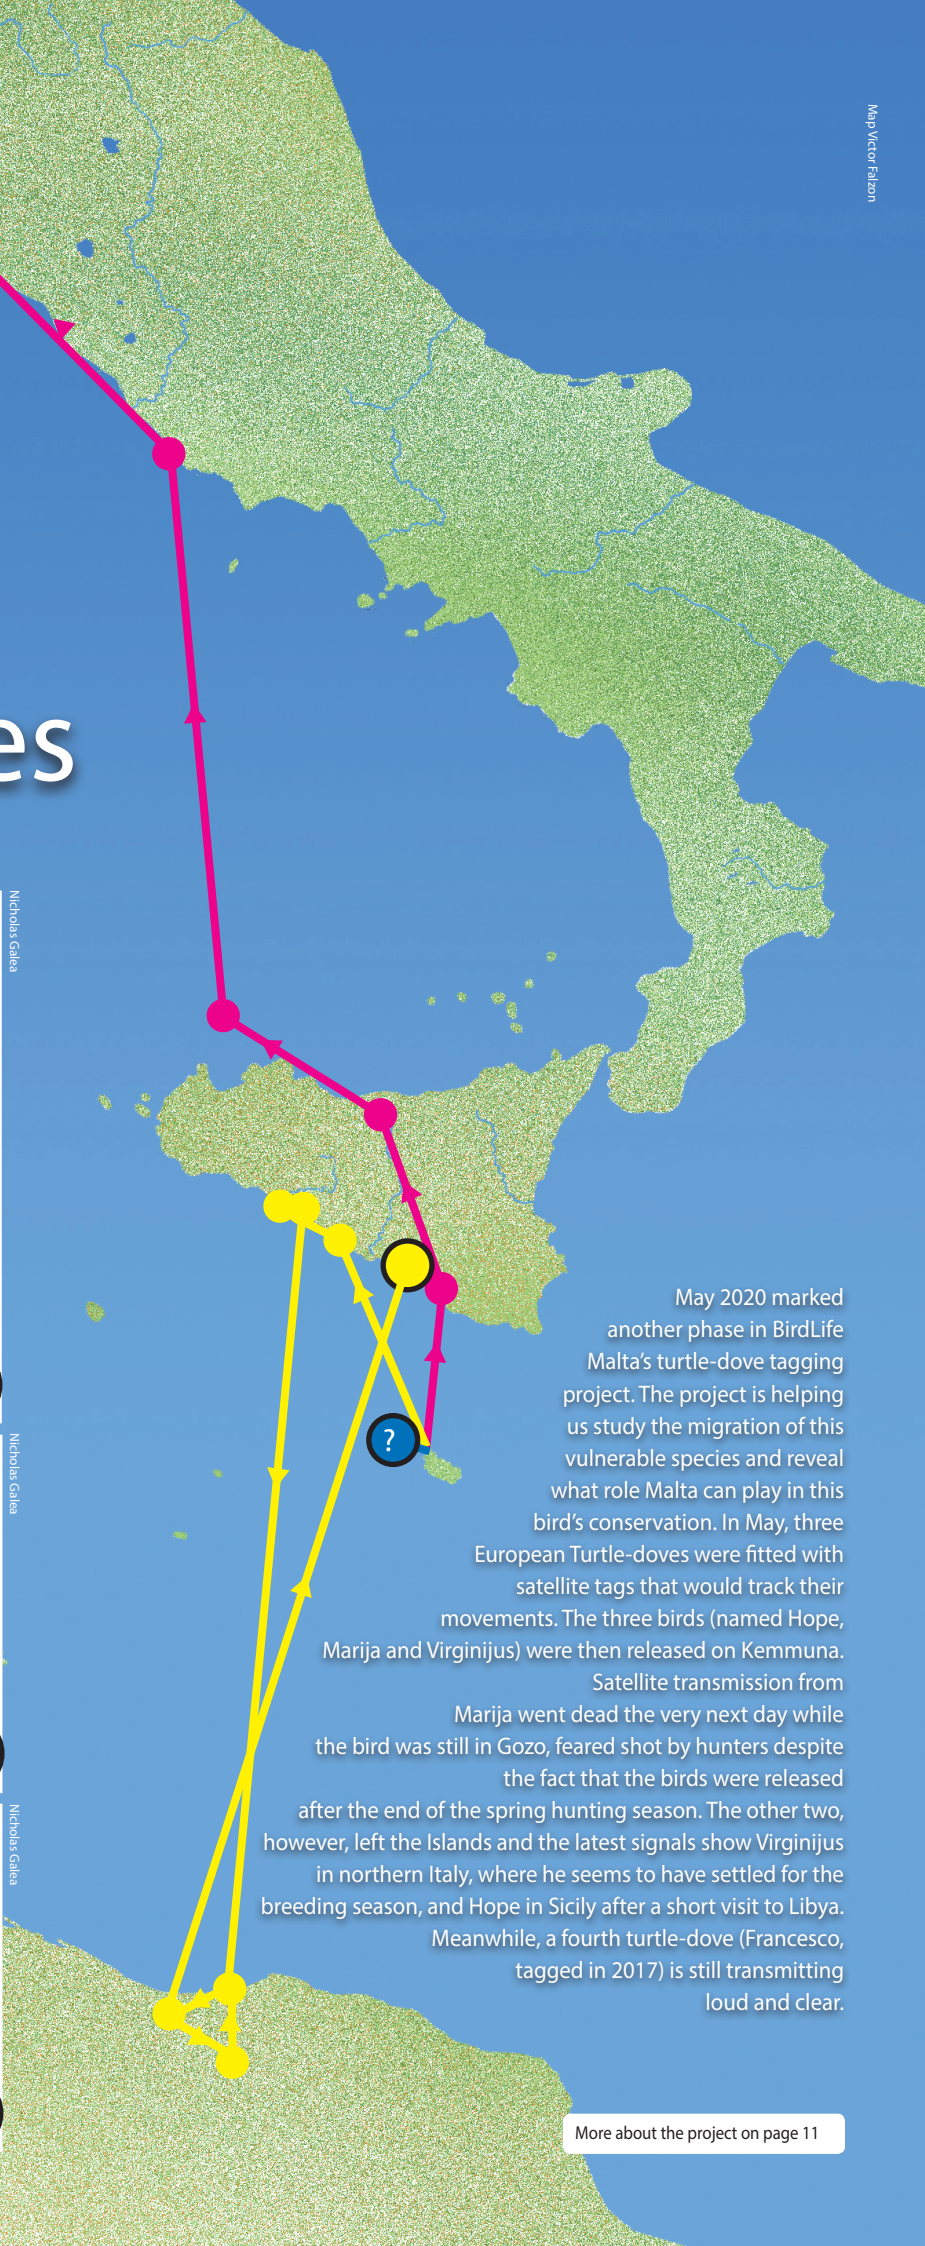 Map Victor Falzon
es
Nicholas Galea
?
May 2020 marked
another phase in BirdLife
Malta's turtle-dove tagging
project. The project is helping
us study the migration of this
vulnerable species and reveal
what role Malta can play in this
bird's conservation. In May, three
European Turtle-doves were fitted with
satellite tags that would track their
movements. The three birds (named Hope,
Marija and Virginijus) were then released on Kemmuna.
Satellite transmission from
Marija went dead the very next day while
the bird was still in Gozo, feared shot by hunters despite
the fact that the birds were released
after the end of the spring hunting season. The other two,
however, left the Islands and the latest signals show Virginijus
in northern Italy, where he seems to have settled for the
breeding season, and Hope in Sicily after a short visit to Libya.
Meanwhile, a fourth turtle-dove (Francesco,
tagged in 2017) is still transmitting
loud and clear.
Nicholas Galea
Nicholas Galea
More about the project on page 11